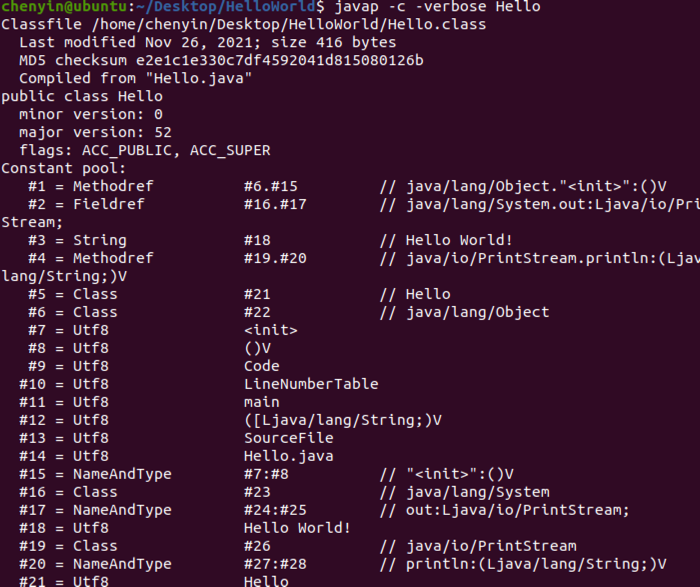 chenyin@ubuntu:~/Desktop/HelloWorld$ javap -c -verbose Hello
Classfile /home/chenyin/Desktop/HelloWorld/Hello.class
  Last modified Nov 26, 2021; size 416 bytes
  MD5 checksum e2e1c1e330c7df4592041d815080126b
  Compiled from "Hello.java"
public class Hello
  minor version: 0
  major version: 52
  flags: ACC_PUBLIC, ACC_SUPER
Constant pool:
   #1 = Methodref          #6.#15         // java/lang/Object."<init>":()V
   #2 = Fieldref           #16.#17        // java/lang/System.out:Ljava/io/Pri
Stream;
   #3 = String             #18            // Hello World!
   #4 = Methodref          #19.#20        // java/io/PrintStream.println:(Ljav
lang/String;)V
   #5 = Class              #21            // Hello
   #6 = Class              #22            // java/lang/Object
   #7 = Utf8               <init>
   #8 = Utf8               ()V
   #9 = Utf8               Code
  #10 = Utf8               LineNumberTable
  #11 = Utf8               main
  #12 = Utf8               ([Ljava/lang/String;)V
  #13 = Utf8               SourceFile
  #14 = Utf8               Hello.java
  #15 = NameAndType        #7:#8          // "<init>":()V
  #16 = Class              #23            // java/lang/System
  #17 = NameAndType        #24:#25        // out:Ljava/io/PrintStream;
  #18 = Utf8               Hello World!
  #19 = Class              #26            // java/io/PrintStream
  #20 = NameAndType        #27:#28        // println:(Ljava/lang/String;)V
  #21 = Utf8               Hello